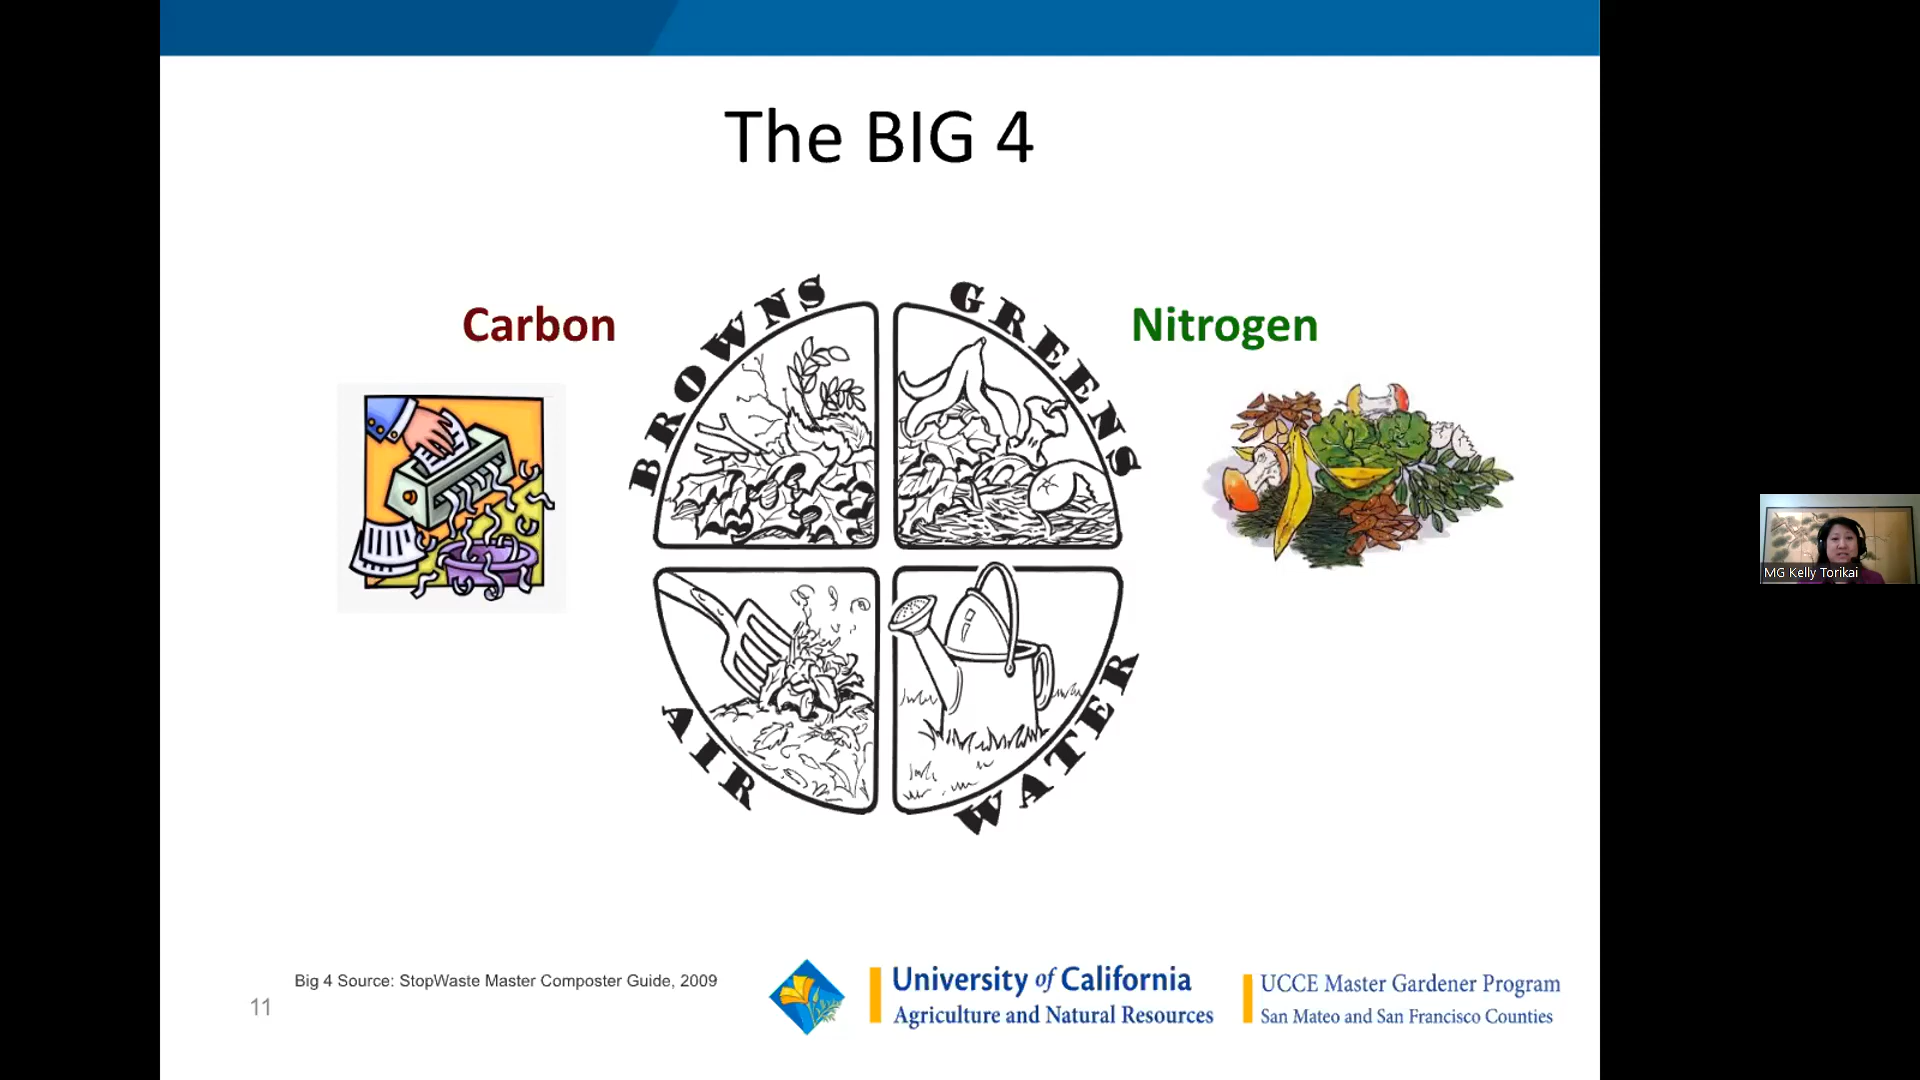 The BIG 4
Carbon
BROWNS
GREENS
Nitrogen
AIR
WATER
MG Kelly Torikai
Big 4 Source: StopWaste Master Composter Guide, 2009
11
University of California
Agriculture and Natural Resources
UCCE Master Gardener Program
San Mateo and San Francisco Counties